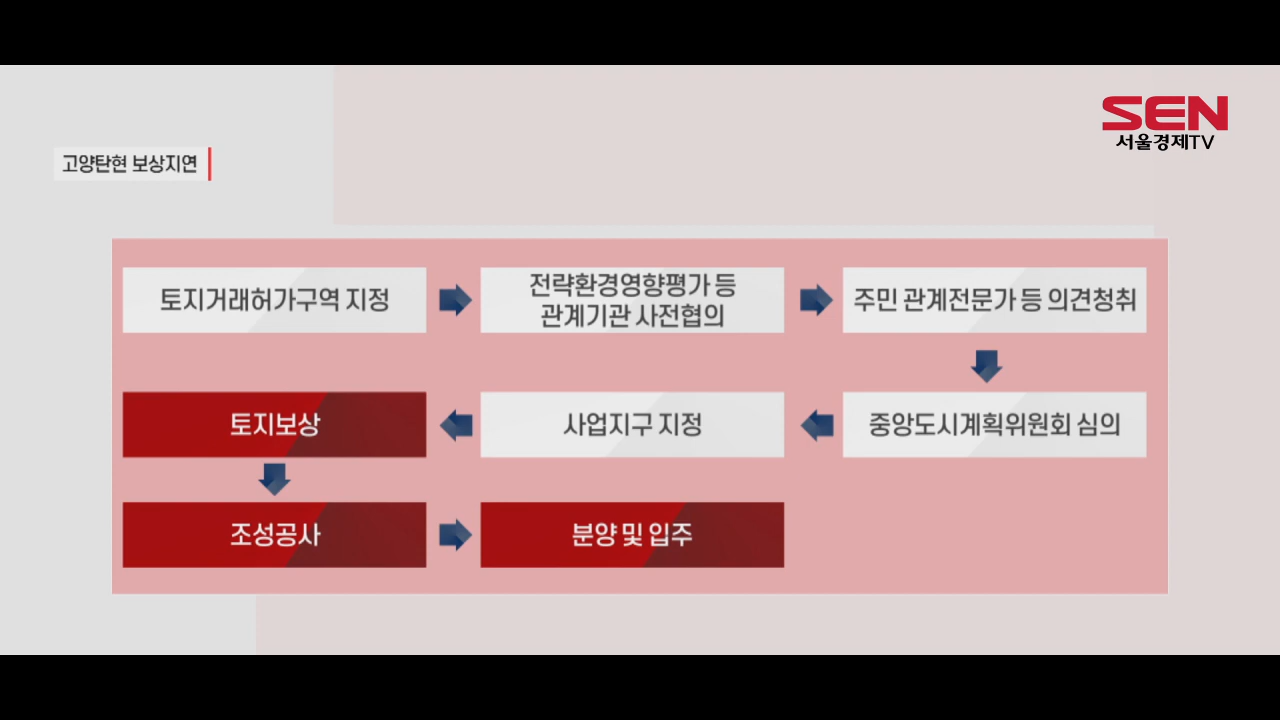 SEN
서울경제TV
고양탄현 보상지연
토지거래허가구역 지정
전략환경영향평가 등
관계기관 사전협의
주민 관계전문가 등 의견청취
중앙도시계획위원회 심의
사업지구 지정
토지보상
조성공사
분양 및 입주